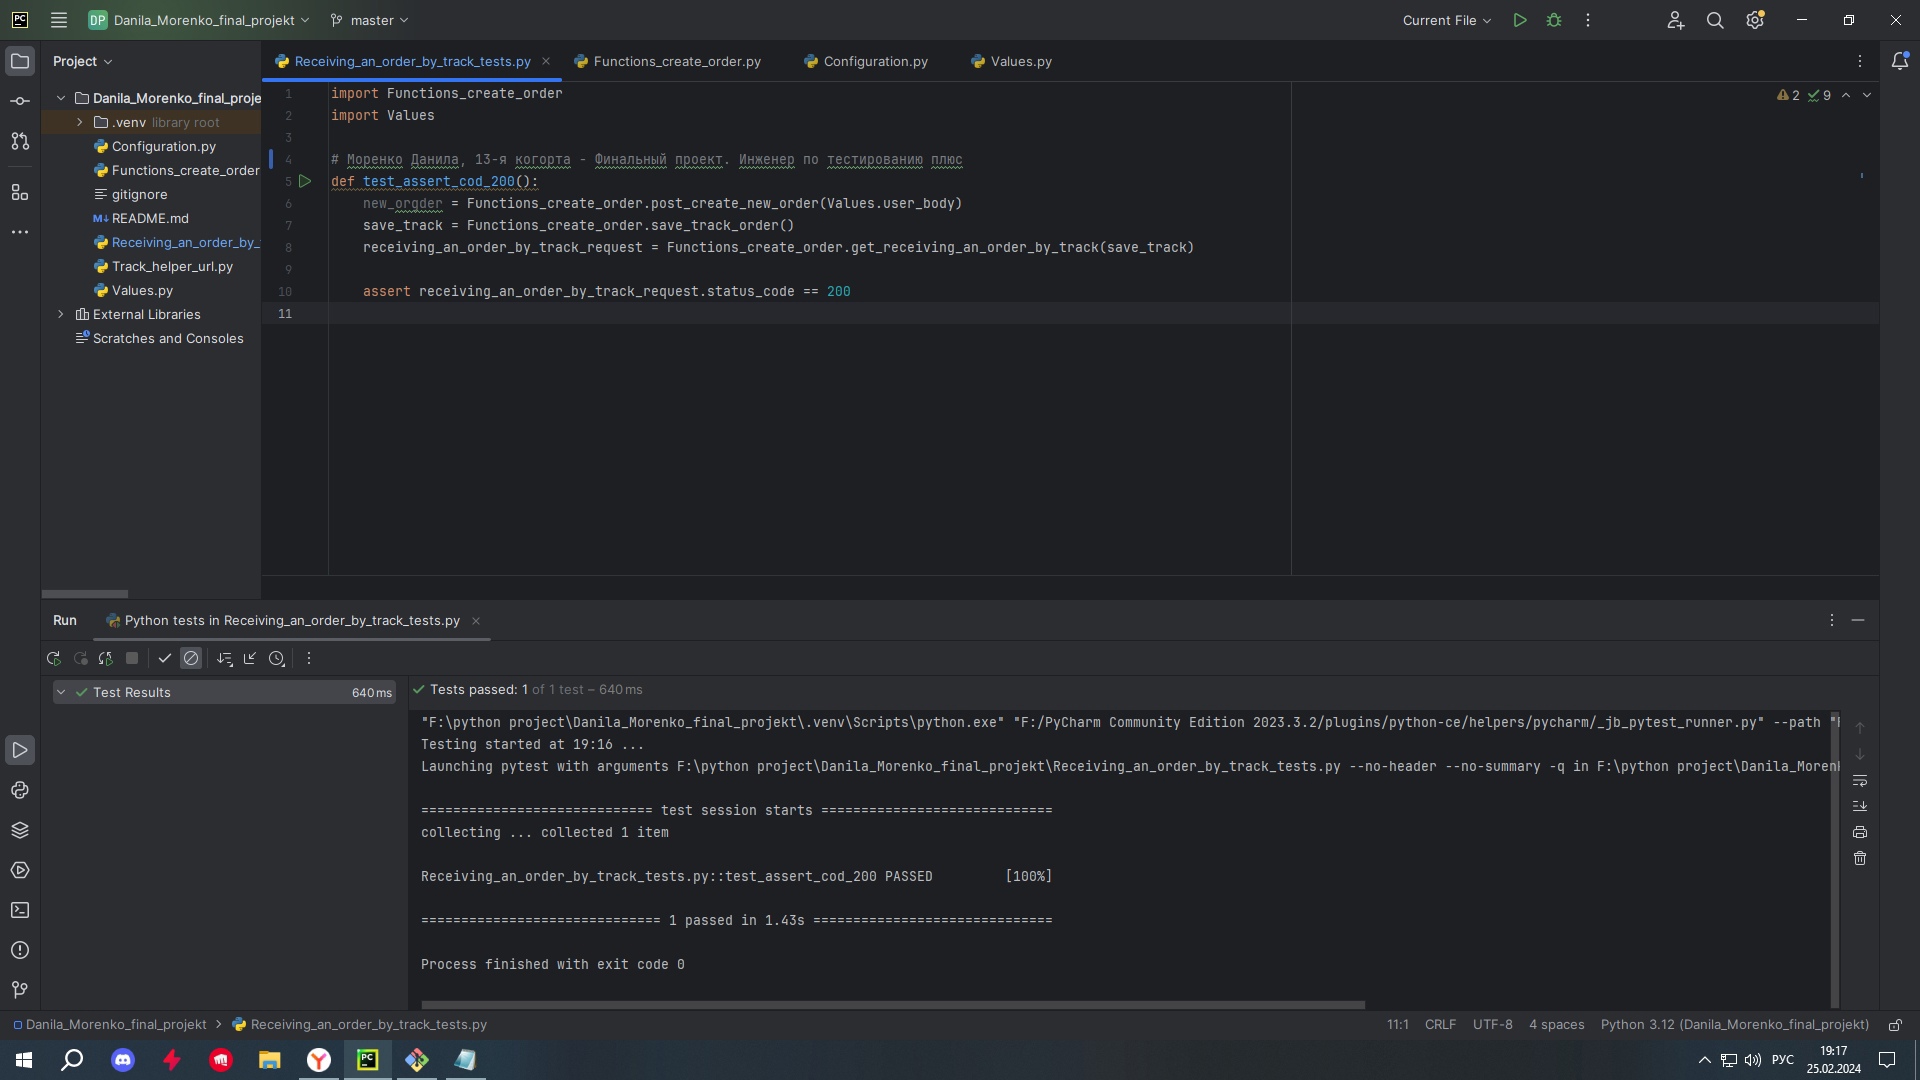 PC
DP Danila_Morenko_final_projekt master Current File
Project
Receiving_an_order_by_track_tests.py Functions_create_order.py Configuration.py Values.py
Danila_Morenko_final_proje
.venv library root
Configuration.py
Functions_create_order
gitignore
M↓ README.md
Receiving_an_order_by_
Track_helper_url.py
Values.py
External Libraries
Scratches and Consoles
2 9
1 import Functions_create_order
2 import Values
3
4 # Моренко Данила, 13-я когорта - Финальный проект. Инженер по тестированию плюс
5 def test_assert_cod_200():
6 new_orqder = Functions_create_order.post_create_new_order(Values.user_body)
7 save_track = Functions_create_order.save_track_order()
8 receiving_an_order_by_track_request = Functions_create_order.get_receiving_an_order_by_track(save_track)
9
10 assert receiving_an_order_by_track_request.status_code == 200
11
Run Python tests in Receiving_an_order_by_track_tests.py
Test Results 640 ms
Tests passed: 1 of 1 test – 640 ms
"F:\python project\Danila_Morenko_final_projekt\.venv\Scripts\python.exe" "F:/PyCharm Community Edition 2023.3.2/plugins/python-ce/helpers/pycharm/_jb_pytest_runner.py" --path "F
Testing started at 19:16 ...
Launching pytest with arguments F:\python project\Danila_Morenko_final_projekt\Receiving_an_order_by_track_tests.py --no-header --no-summary -q in F:\python project\Danila_Moren
============================= test session starts =============================
collecting ... collected 1 item
Receiving_an_order_by_track_tests.py::test_assert_cod_200 PASSED [100%]
============================== 1 passed in 1.43s ==============================
Process finished with exit code 0
Danila_Morenko_final_projekt Receiving_an_order_by_track_tests.py
11:1 CRLF UTF-8 4 spaces Python 3.12 (Danila_Morenko_final_projekt)
PC РУС 19:17
25.02.2024